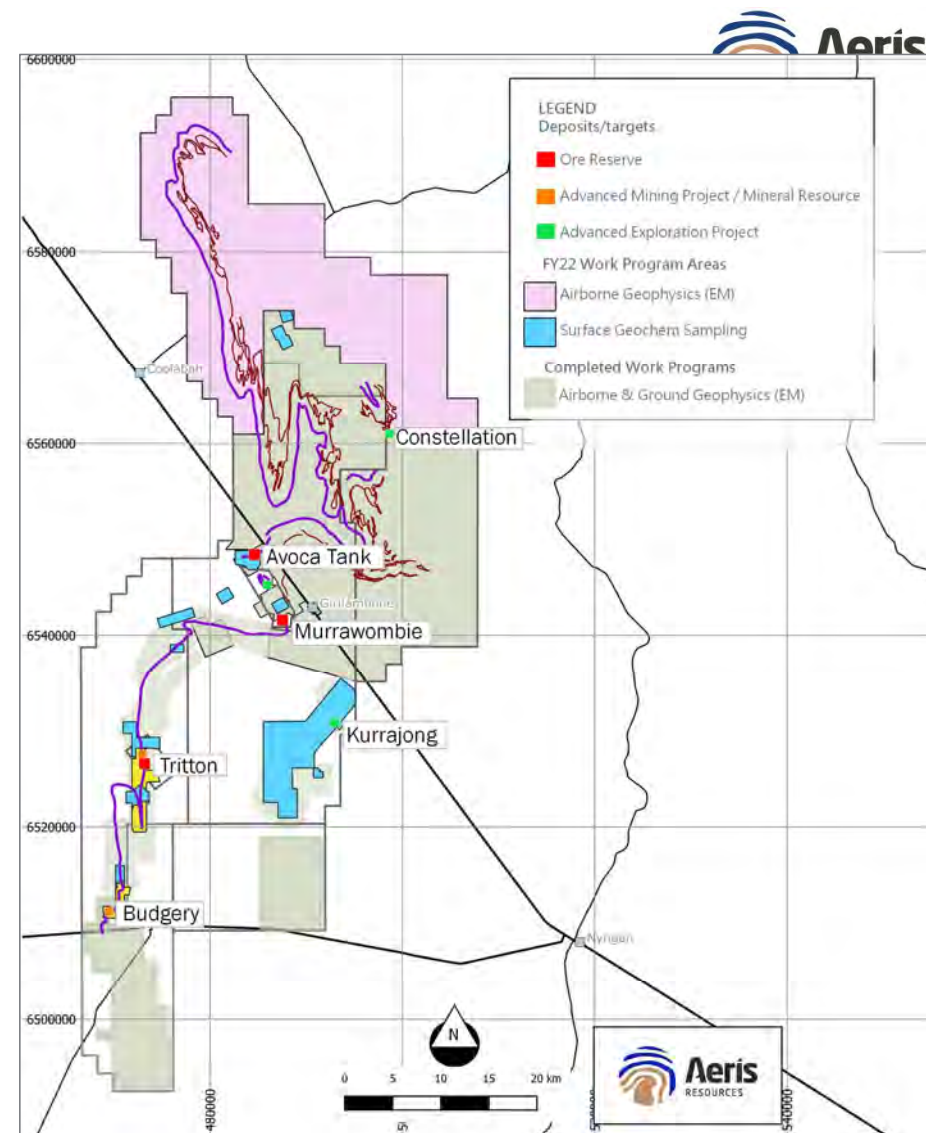 Aeris
6600000
LEGEND
Deposits/targets
Ore Reserve
Advanced Mining Project / Mineral Resource
Advanced Exploration Project
FY22 Work Program Areas
Airborne Geophysics (EM)
Surface Geochem Sampling
Completed Work Programs
Airborne & Ground Geophysics (EM)
6580000
Coolabah
6560000
Constellation
Avoca Tank
Girilambone
Murrawombie
6540000
Kurrajong
Tritton
6520000
Budgery
Nyngan
6500000
N
0 5 10 15 20 km
480000
540000
Aeris
RESOURCES